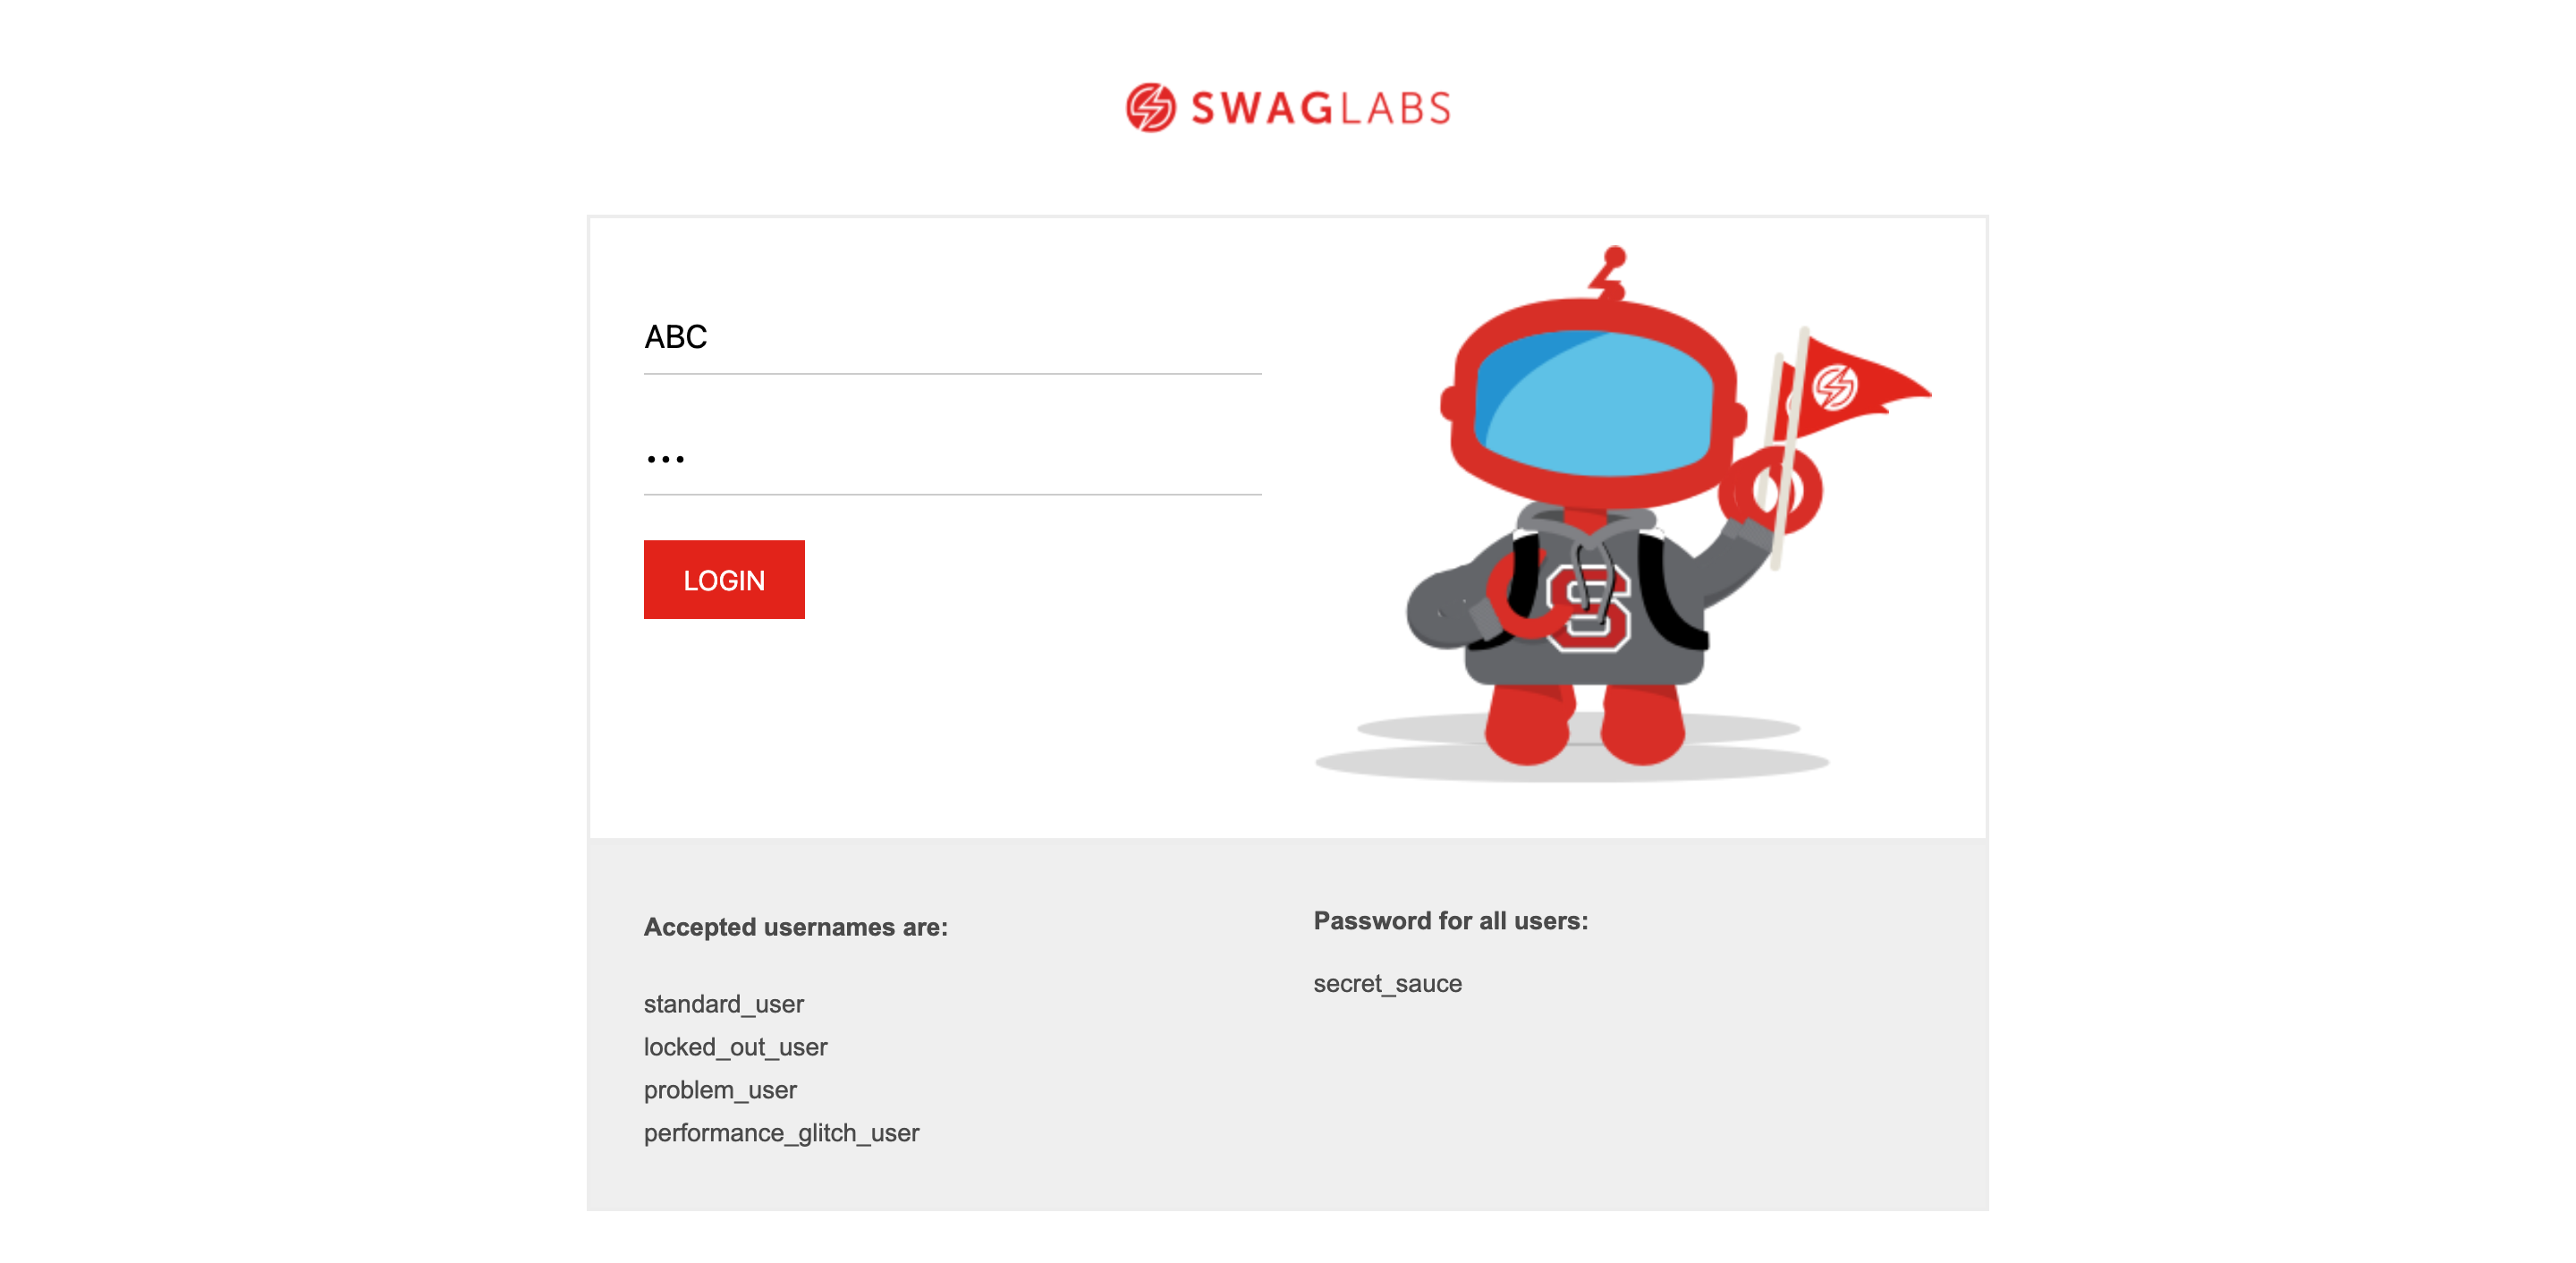 SWAGLABS
ABC
•••
LOGIN
S
Accepted usernames are:
standard_user
locked_out_user
problem_user
performance_glitch_user
Password for all users:
secret_sauce